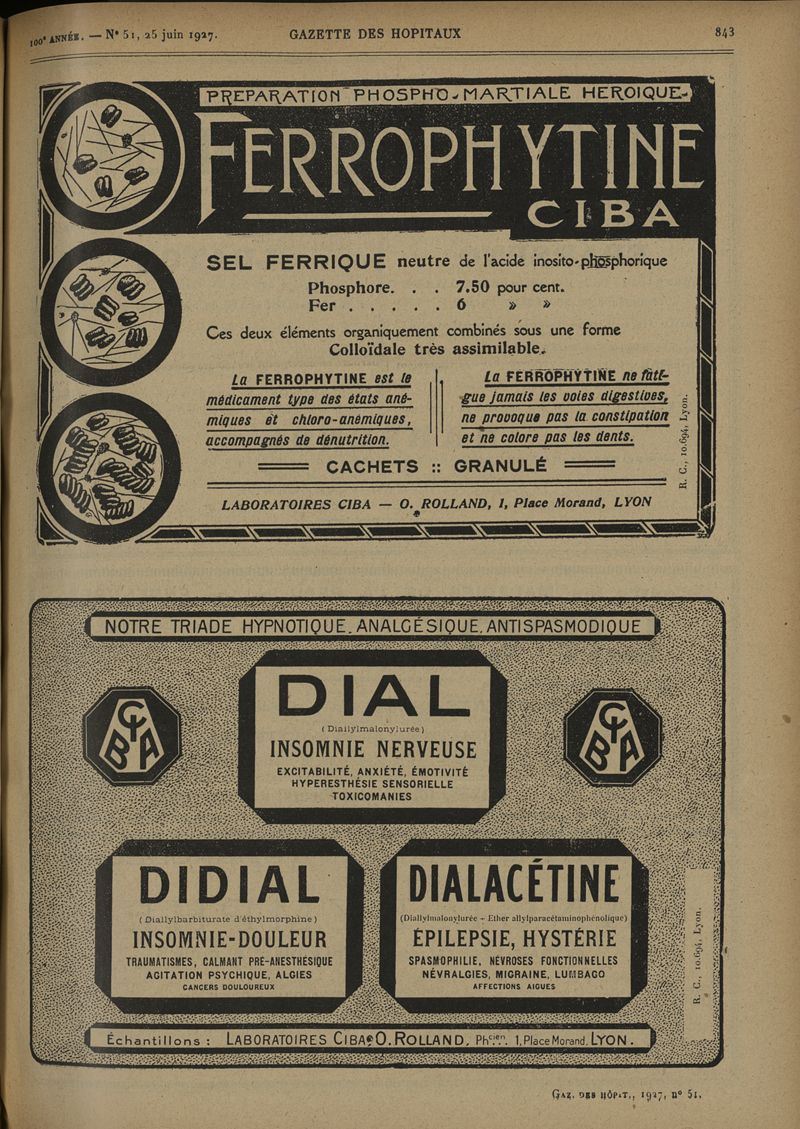 100e ANNÉE. — N° 51, 25 juin 1927. GAZETTE DES HOPITAUX 843
PREPARATION PHOSPHO-MARTIALE HEROIQUE
FERROPHYTINE
CIBA
SEL FERRIQUE neutre de l'acide inosito-phosphorique
Phosphore. . . 7.50 pour cent.
Fer . . . . . 6 » »
Ces deux éléments organiquement combinés sous une forme
Colloïdale très assimilable.
La FERROPHYTINE est le
médicament type des états ané-
miques et chloro-anémiques,
accompagnés de dénutrition.
La FERROPHYTINE ne fati-
gue jamais les voies digestives,
ne provoque pas la constipation
et ne colore pas les dents.
R. C., 10.694, Lyon.
CACHETS :: GRANULÉ
LABORATOIRES CIBA — O. ROLLAND, 1, Place Morand, LYON
NOTRE TRIADE HYPNOTIQUE. ANALGÉSIQUE. ANTISPASMODIQUE
CIBA
DIAL
(Diallylmalonylurée)
INSOMNIE NERVEUSE
EXCITABILITÉ, ANXIÉTÉ, ÉMOTIVITÉ
HYPERESTHÉSIE SENSORIELLE
TOXICOMANIES
CIBA
DIDIAL
(Diallylbarbiturate d'éthylmorphine)
INSOMNIE-DOULEUR
TRAUMATISMES, CALMANT PRÉ-ANESTHÉSIQUE
AGITATION PSYCHIQUE, ALGIES
CANCERS DOULOUREUX
DIALACÉTINE
(Diallylmalonylurée + Ether allylparacétaminophénolique)
ÉPILEPSIE, HYSTÉRIE
SPASMOPHILIE, NÉVROSES FONCTIONNELLES
NÉVRALGIES, MIGRAINE, LUMBAGO
AFFECTIONS AIGUES
R. C., 10.694, Lyon.
Échantillons : LABORATOIRES CIBA, O. ROLLAND, Phcien. 1, Place Morand, LYON.
GAZ. DES HÔPIT., 1927, n° 51.